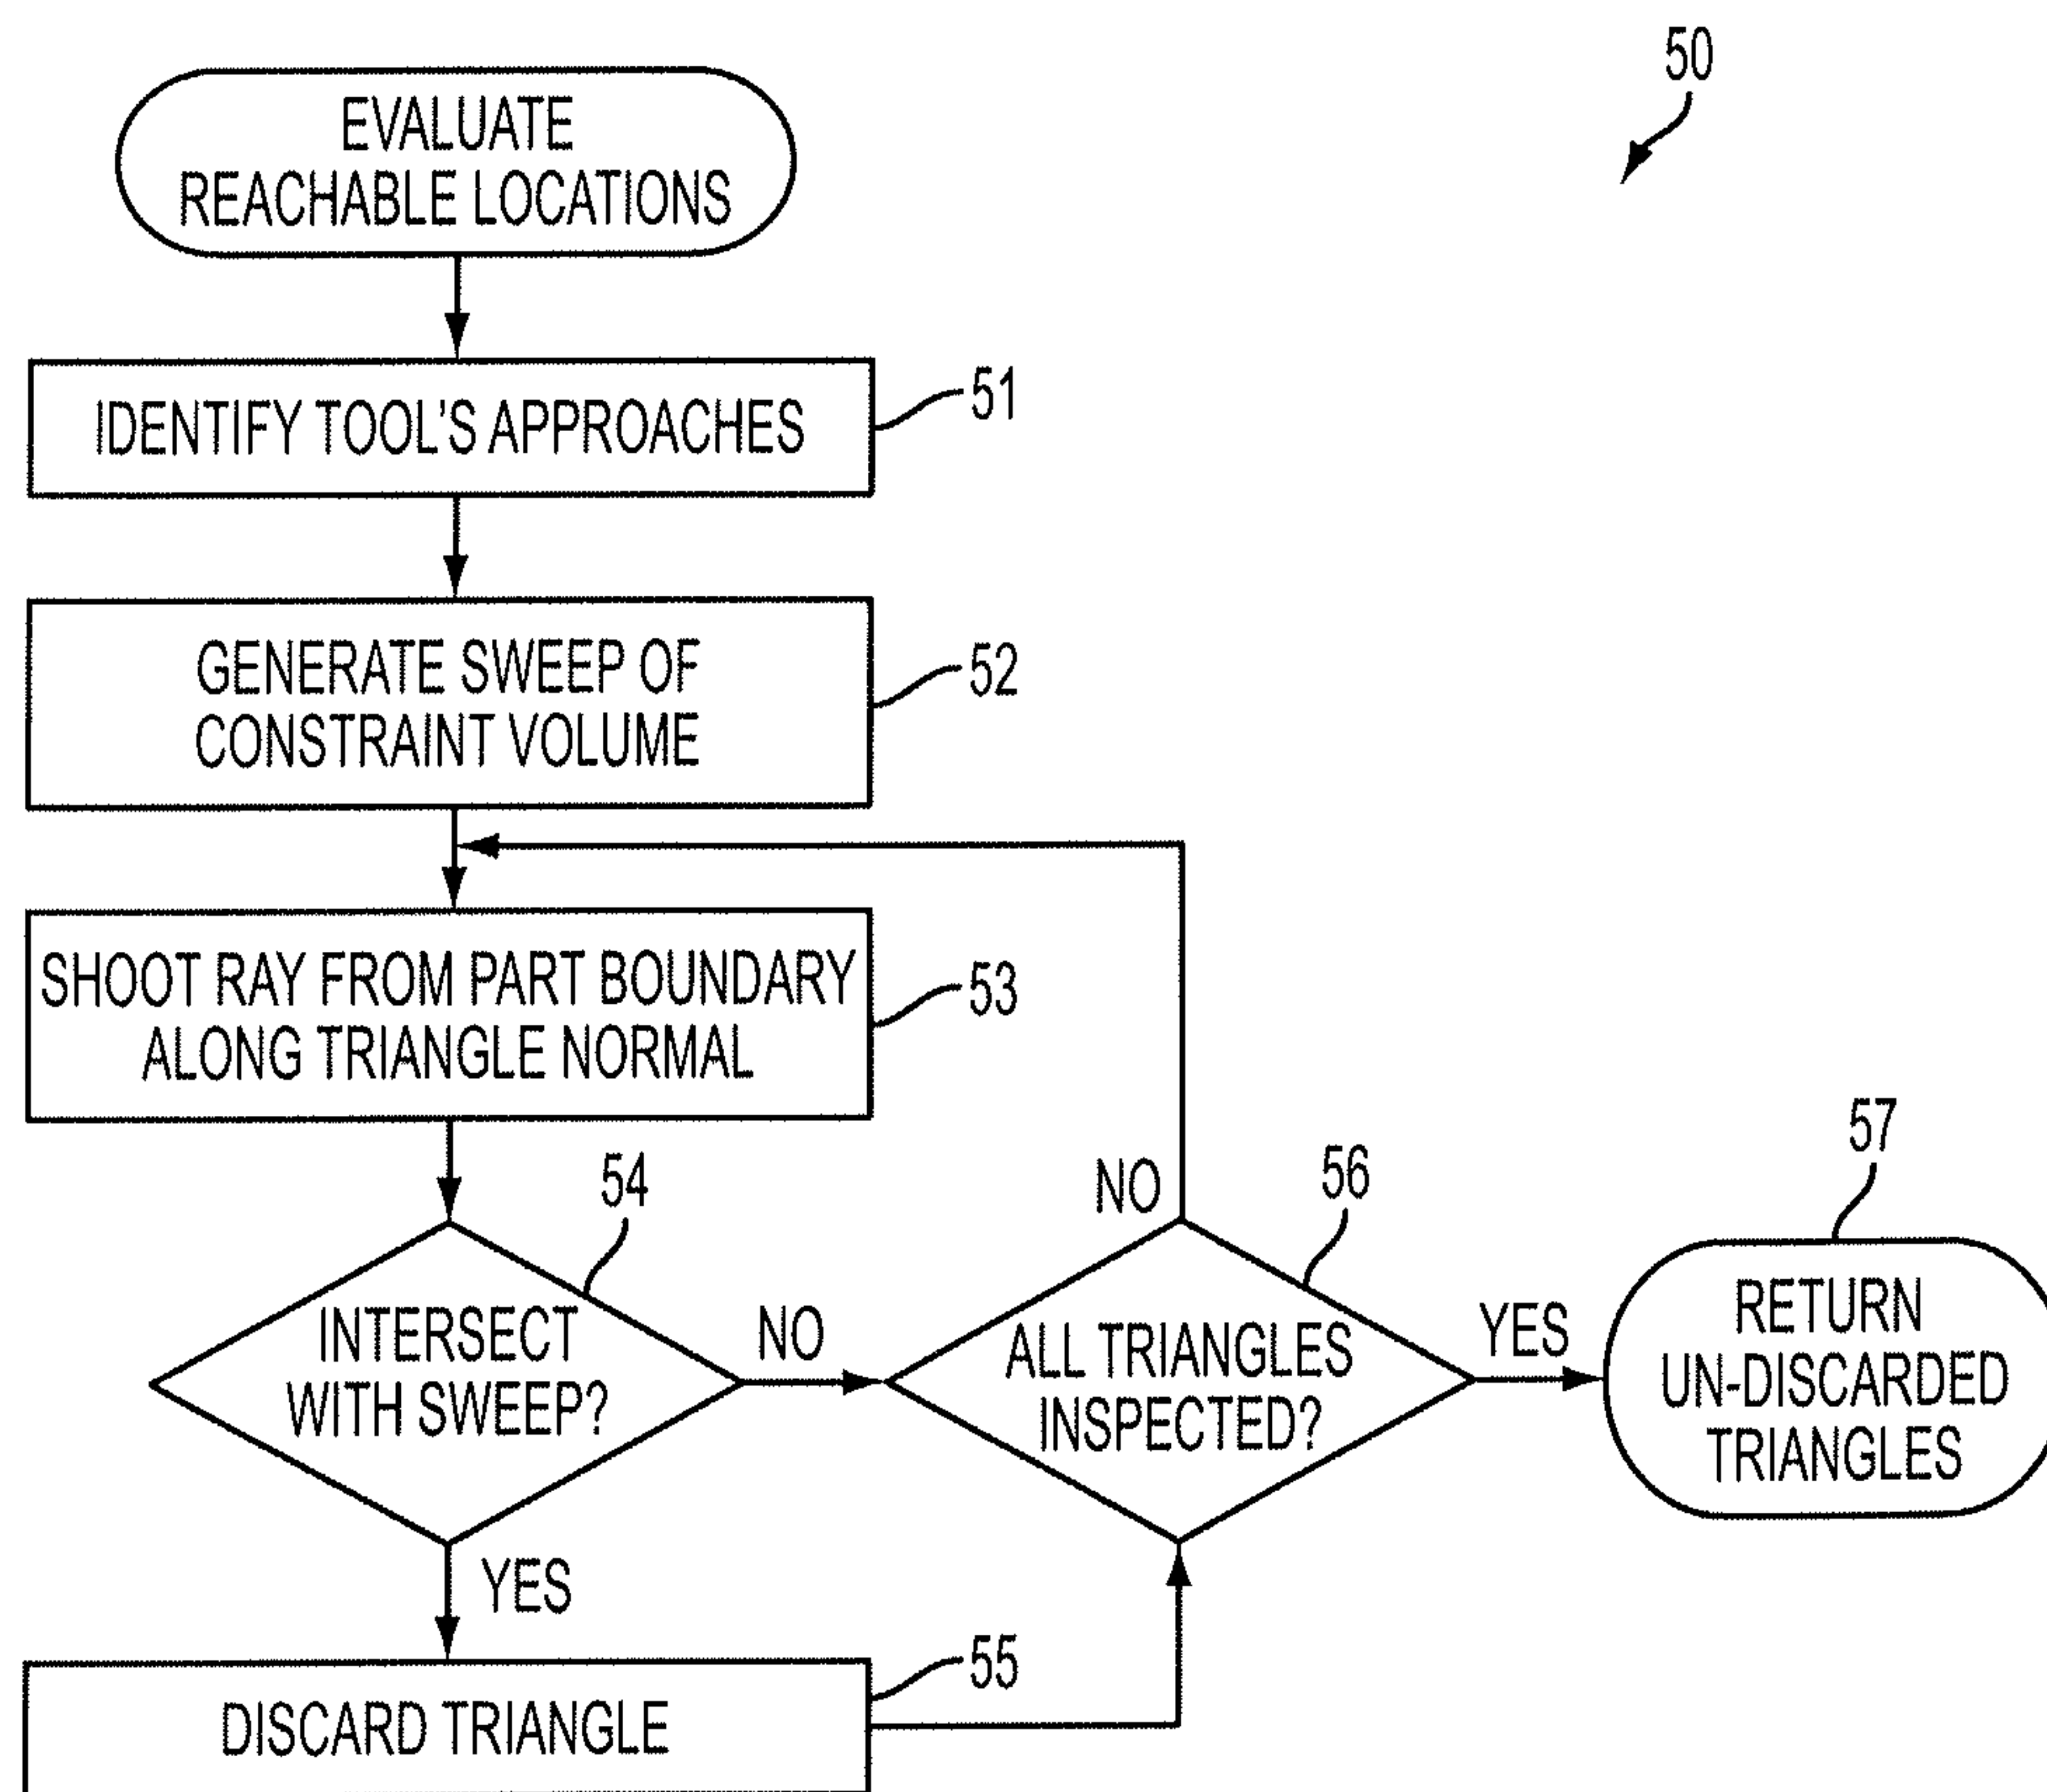 50
EVALUATE
REACHABLE LOCATIONS
IDENTIFY TOOL'S APPROACHES
51
GENERATE SWEEP OF
CONSTRAINT VOLUME
52
SHOOT RAY FROM PART BOUNDARY
ALONG TRIANGLE NORMAL
53
54
INTERSECT
WITH SWEEP?
NO
YES
DISCARD TRIANGLE
55
56
ALL TRIANGLES
INSPECTED?
NO
YES
57
RETURN
UN-DISCARDED
TRIANGLES